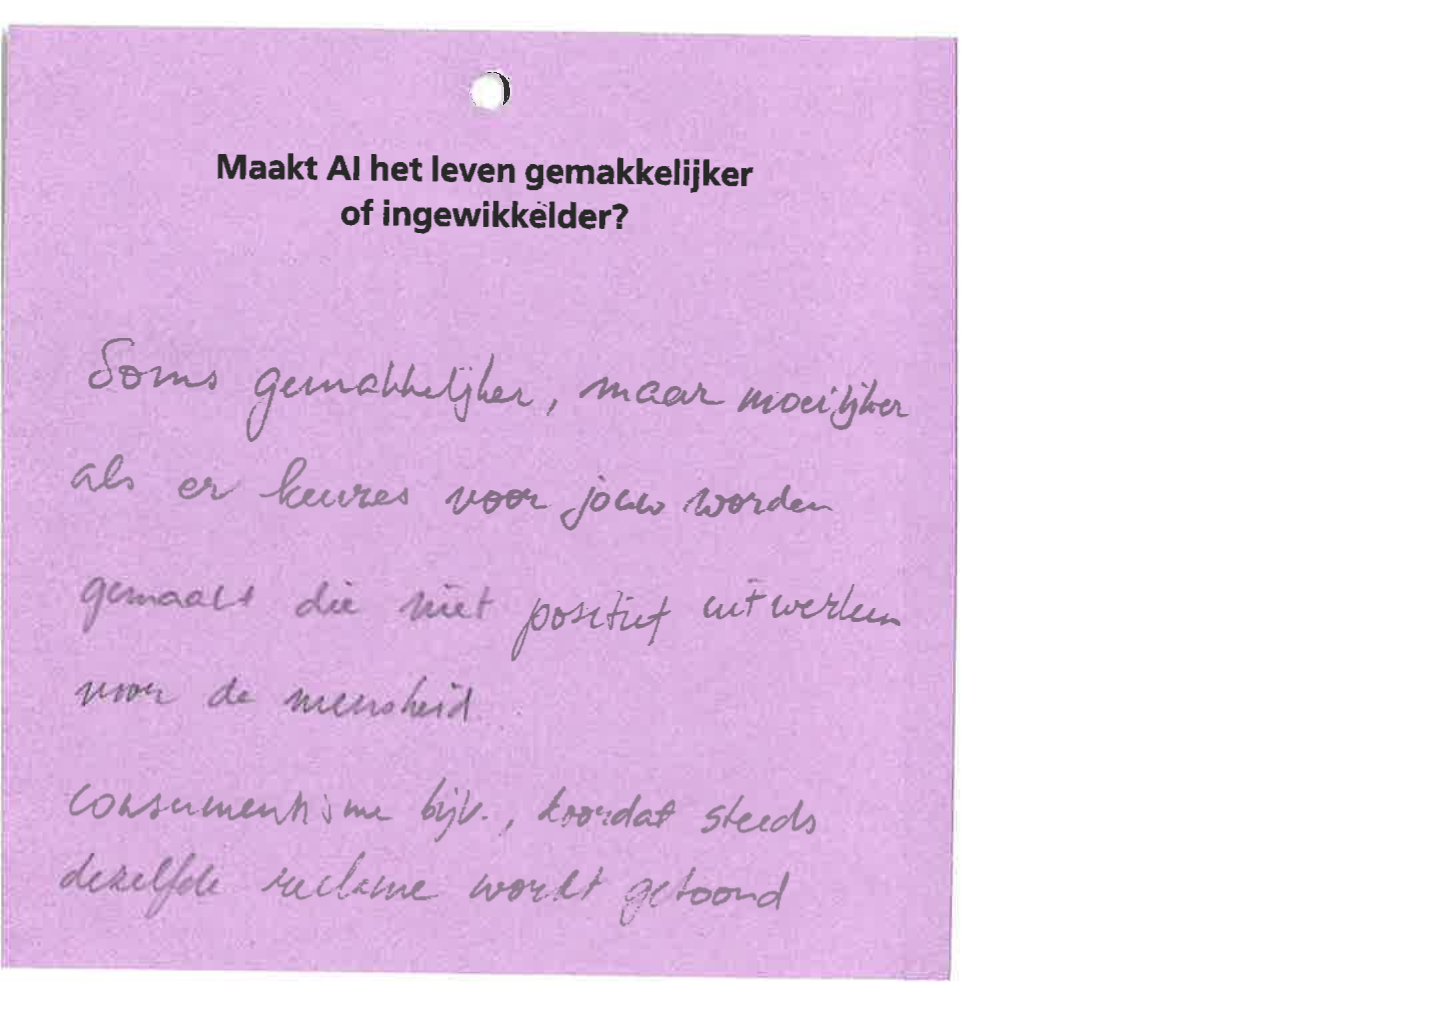 Maakt AI het leven gemakkelijker
of ingewikkelder?
Soms gemakkelijker, maar moeilijker
als er keuzes voor jouw worden
gemaakt die niet positief uitwerken
voor de mensheid.
Consumentisme bijv., doordat steeds
dezelfde reclame wordt getoond